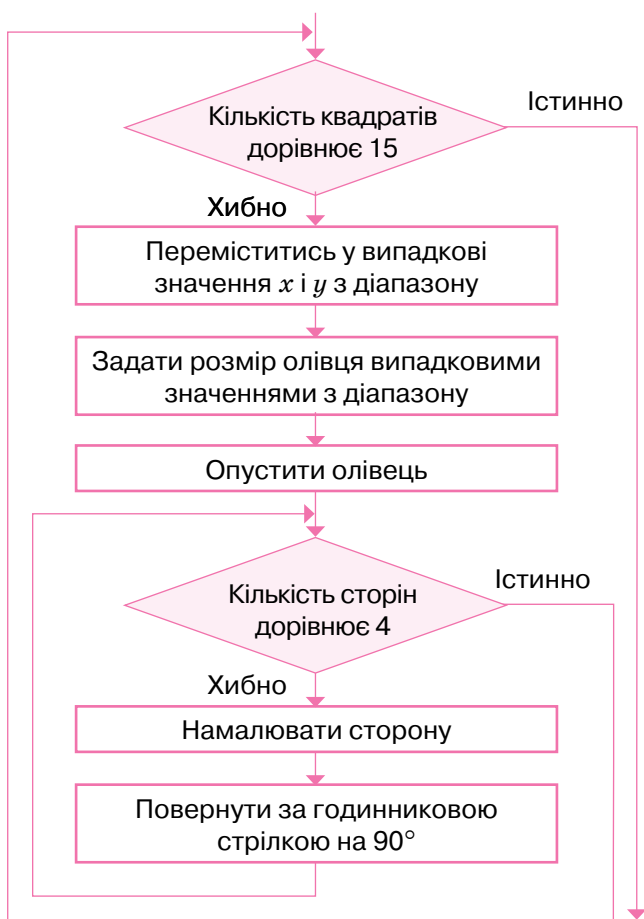 Істинно
Кількість квадратів
дорівнює 15
Хибно
Переміститись у випадкові
значення x і y з діапазону
Задати розмір олівця випадковими
значеннями з діапазону
Опустити олівець
Істинно
Кількість сторін
дорівнює 4
Хибно
Намалювати сторону
Повернути за годинниковою
стрілкою на 90°